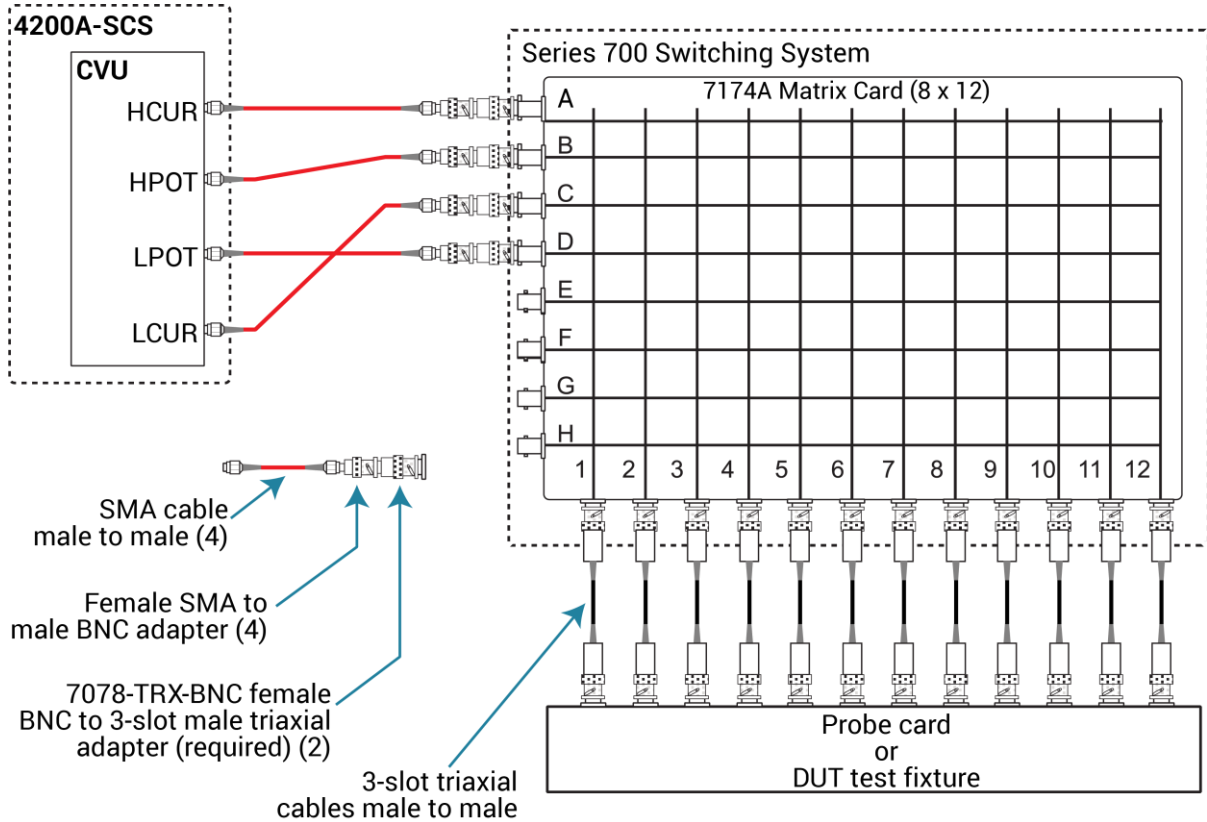 4200A-SCS
CVU
HCUR
HPOT
LPOT
LCUR
Series 700 Switching System
7174A Matrix Card (8 x 12)
A
B
C
D
E
F
G
H
1 2 3 4 5 6 7 8 9 10 11 12
SMA cable
male to male (4)
Female SMA to
male BNC adapter (4)
7078-TRX-BNC female
BNC to 3-slot male triaxial
adapter (required) (2)
3-slot triaxial
cables male to male
Probe card
or
DUT test fixture